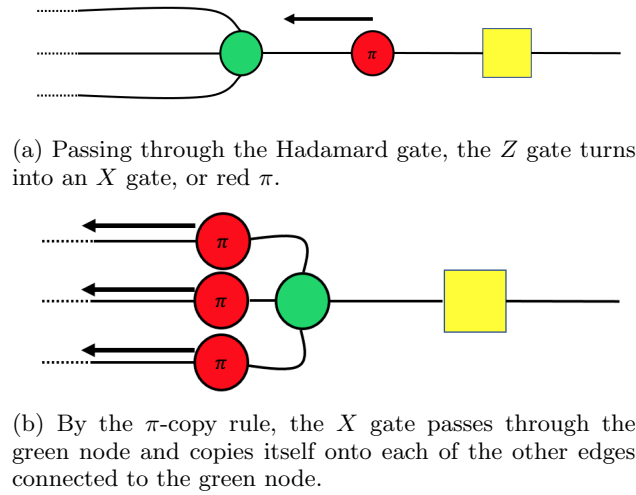 π
(a) Passing through the Hadamard gate, the Z gate turns
into an X gate, or red π.
π
π
π
(b) By the π-copy rule, the X gate passes through the
green node and copies itself onto each of the other edges
connected to the green node.